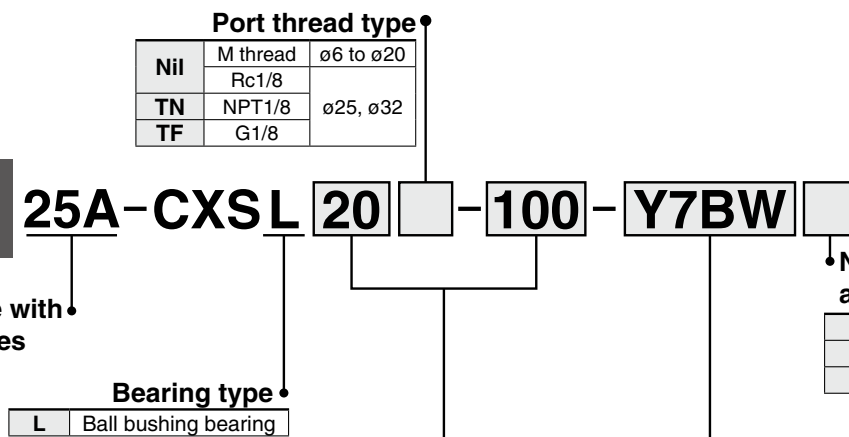 Port thread type
Nil M thread ø6 to ø20
Rc1/8 ø25, ø32
TN NPT1/8
TF G1/8
25A-CXSL 20 -100-Y7BW
with
Bearing type
L Ball bushing bearing